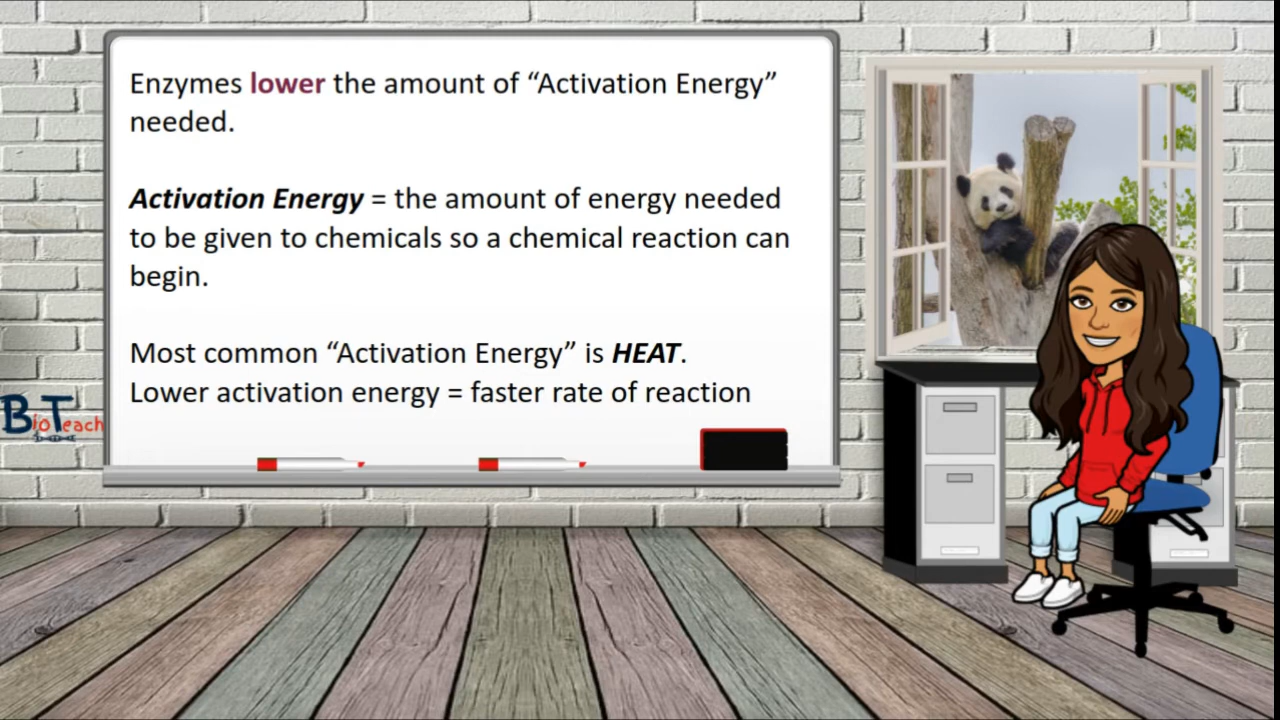 Enzymes lower the amount of “Activation Energy”
needed.
Activation Energy = the amount of energy needed
to be given to chemicals so a chemical reaction can
begin.
Most common “Activation Energy” is HEAT.
Lower activation energy = faster rate of reaction
BioTeach